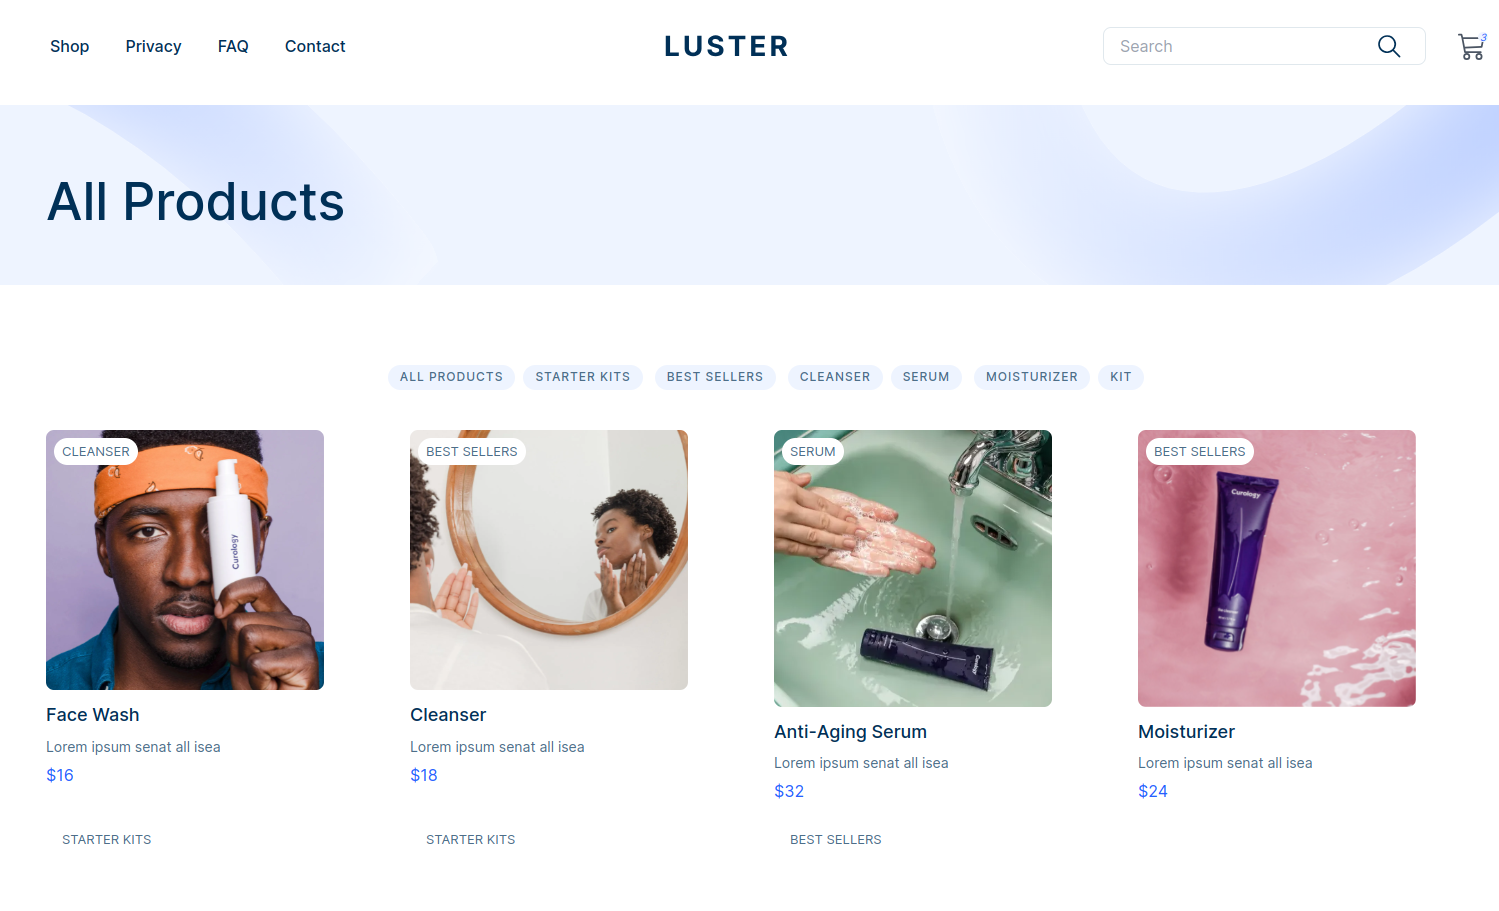 Shop Privacy FAQ Contact LUSTER Search 3
All Products
ALL PRODUCTS STARTER KITS BEST SELLERS CLEANSER SERUM MOISTURIZER KIT
CLEANSER BEST SELLERS SERUM BEST SELLERS
Curology
Curology
Curology
Face Wash Cleanser
Anti-Aging Serum Moisturizer
Lorem ipsum senat all isea Lorem ipsum senat all isea
Lorem ipsum senat all isea Lorem ipsum senat all isea
$16 $18
$32 $24
STARTER KITS STARTER KITS BEST SELLERS